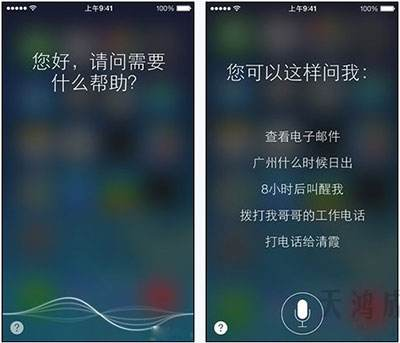 上午9:41
100%
您好，请问需要
什么帮助?
?
上午9:41
100%
您可以这样问我：
查看电子邮件
广州什么时候日出
8小时后叫醒我
拨打我哥哥的工作电话
打电话给清霞
?
天鸿